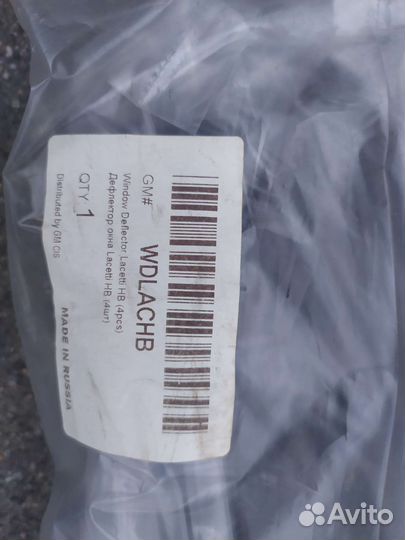 GM# WDLACHB
Window Deflector Lacetti HB (4pcs)
Дефлектор окна Lacetti HB (4шт)
QTY 1
Distributed by GM CIS
MADE IN RUSSIA
Avito